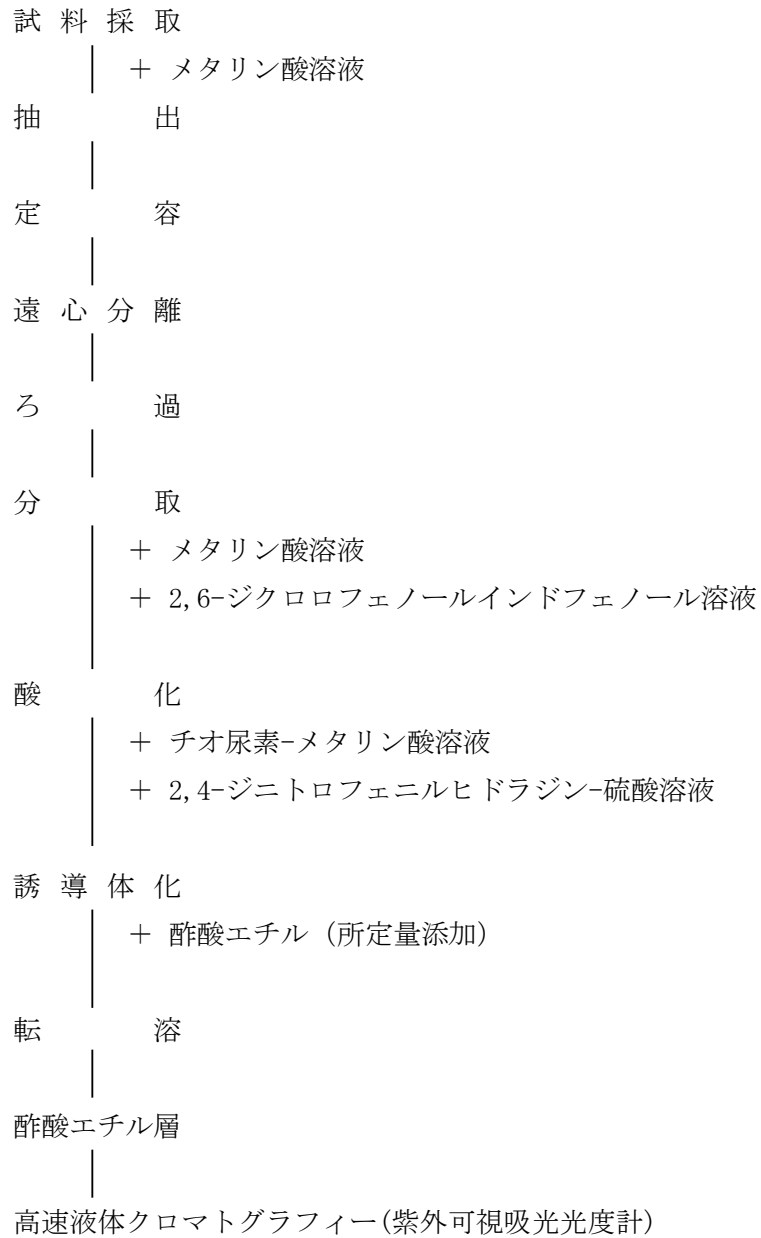 試料採取
＋ メタリン酸溶液
抽出
定容
遠心分離
ろ過
分取
＋ メタリン酸溶液
＋ 2,6-ジクロロフェノールインドフェノール溶液
酸化
＋ チオ尿素-メタリン酸溶液
＋ 2,4-ジニトロフェニルヒドラジン-硫酸溶液
誘導体化
＋ 酢酸エチル (所定量添加)
転溶
酢酸エチル層
高速液体クロマトグラフィー(紫外可視吸光光度計)